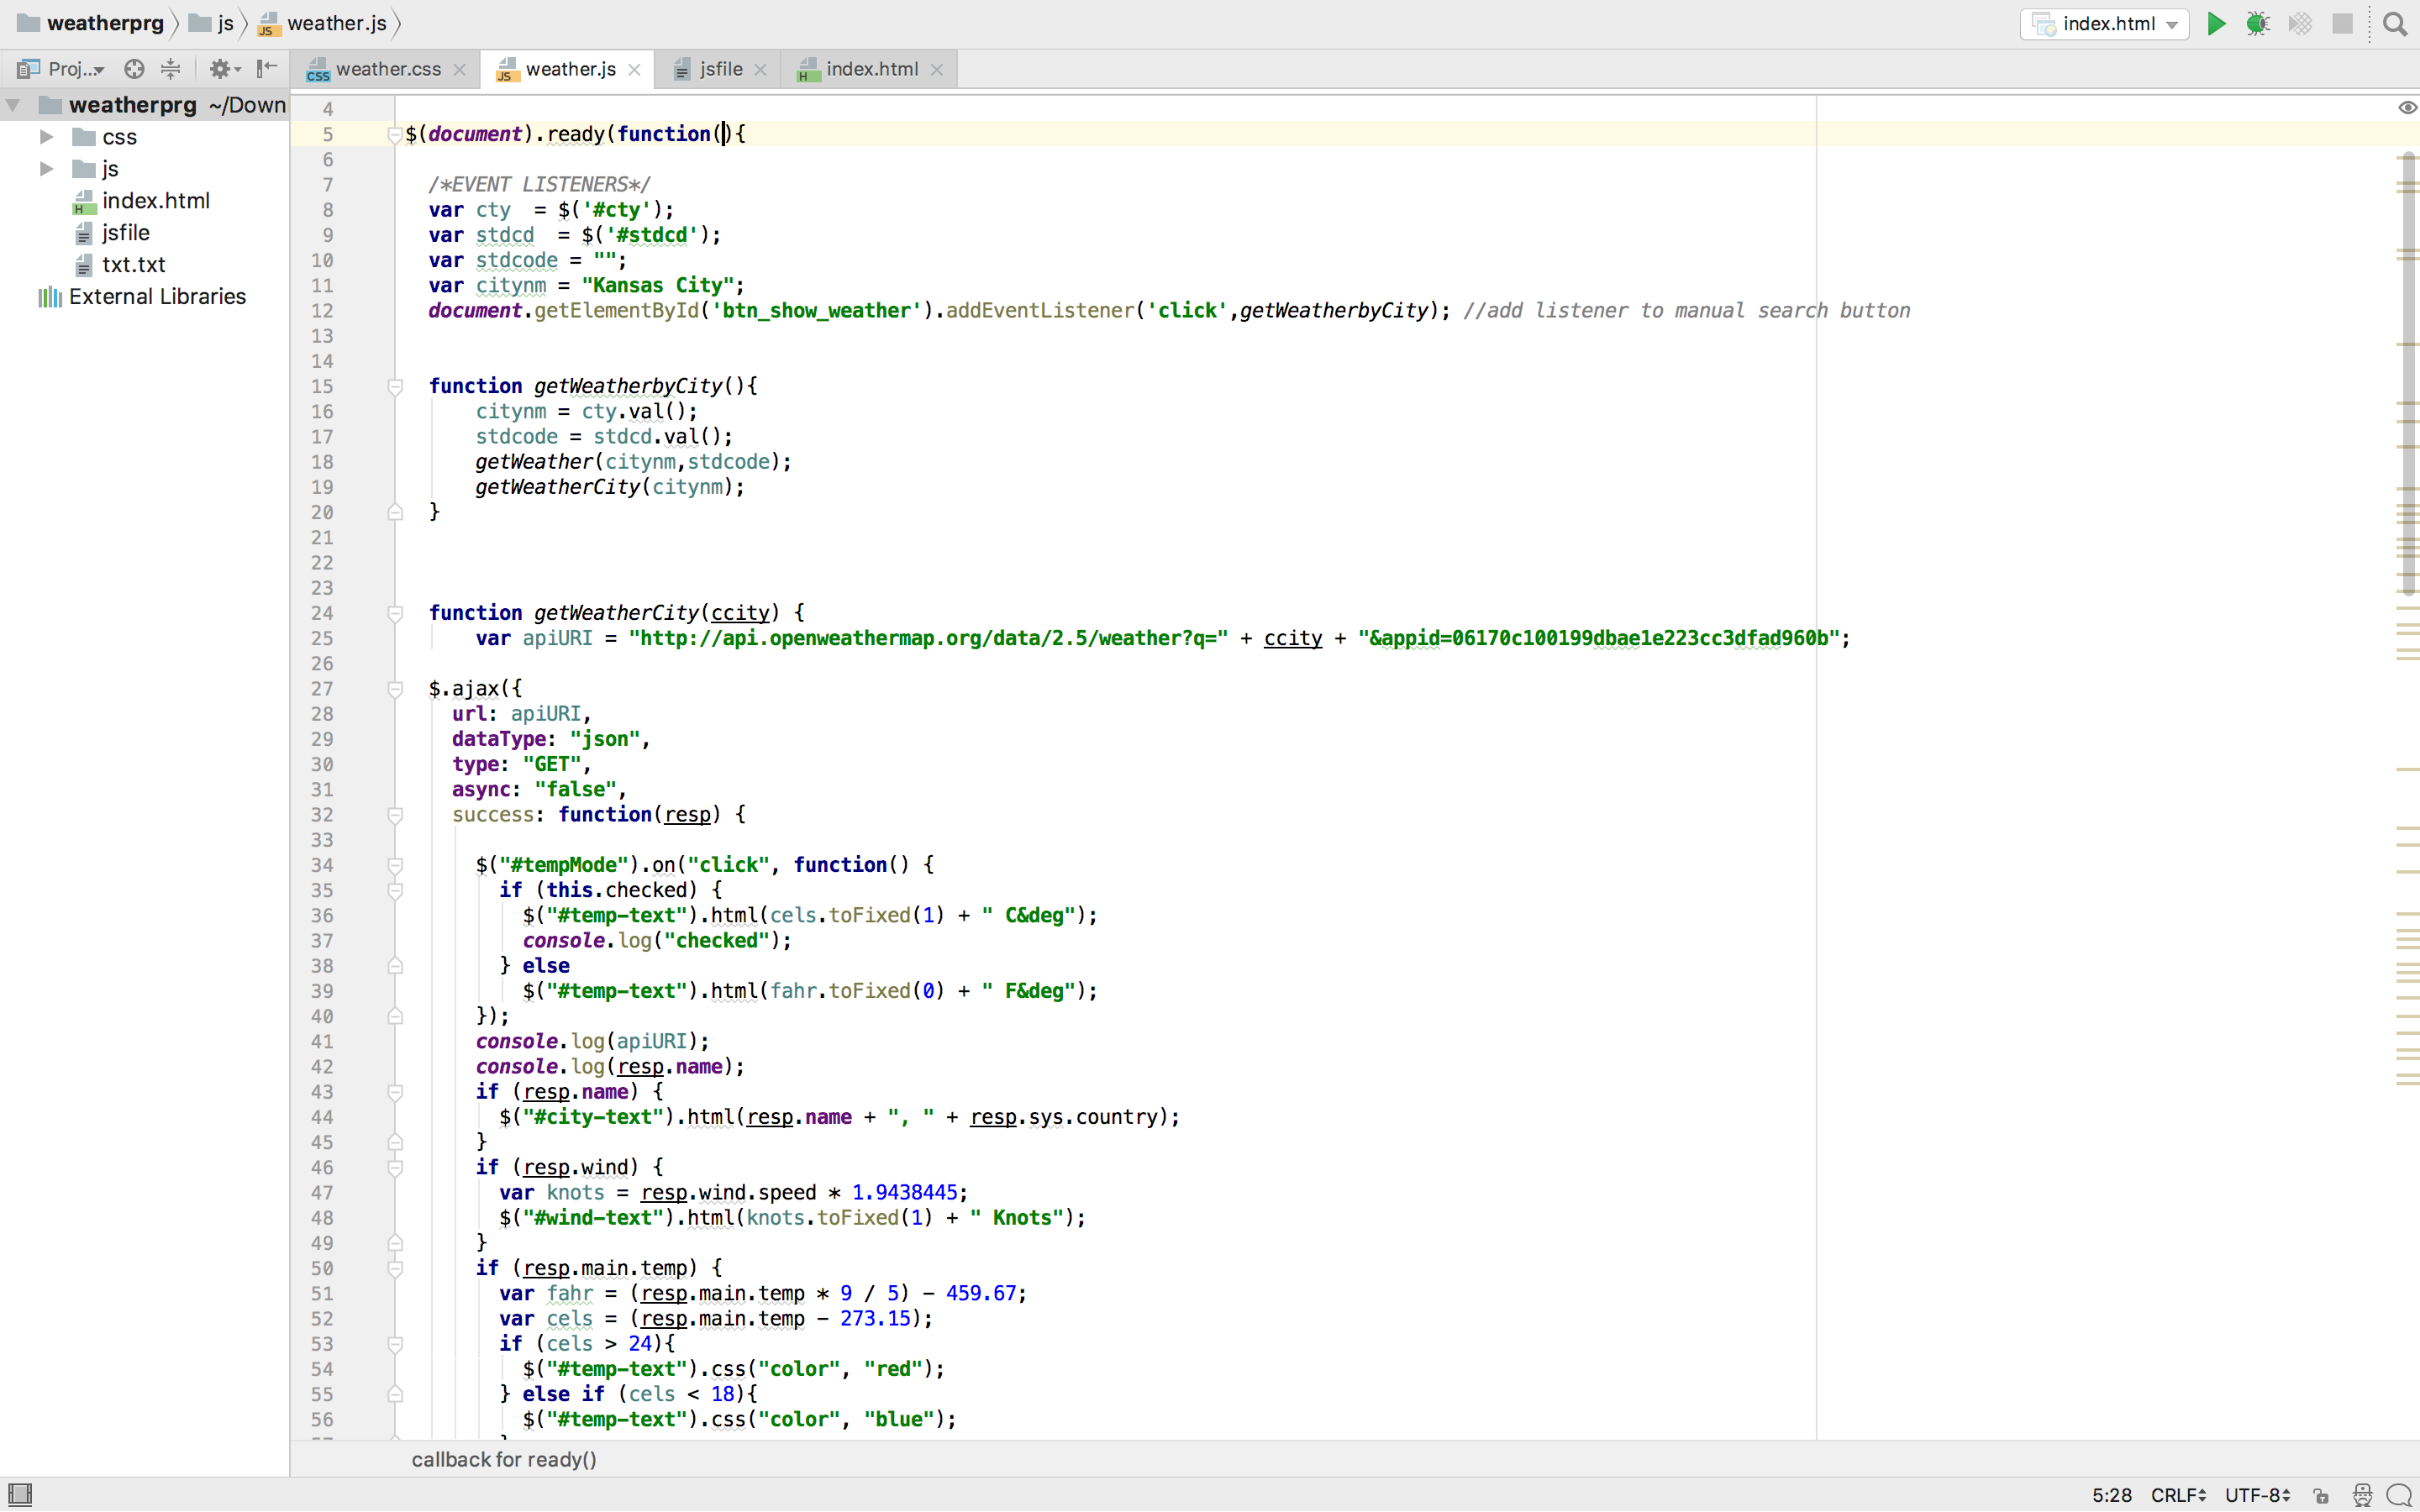 weatherprg js weather.js index.html
Proj... weather.css weather.js jsfile index.html
weatherprg ~/Down
css
js
index.html
jsfile
txt.txt
External Libraries
4
5 $(document).ready(function(){
6
7 /*EVENT LISTENERS*/
8 var cty  = $('#cty');
9 var stdcd  = $('#stdcd');
10 var stdcode = "";
11 var citynm = "Kansas City";
12 document.getElementById('btn_show_weather').addEventListener('click',getWeatherbyCity); //add listener to manual search button
13
14
15 function getWeatherbyCity(){
16 citynm = cty.val();
17 stdcode = stdcd.val();
18 getWeather(citynm,stdcode);
19 getWeatherCity(citynm);
20 }
21
22
23
24 function getWeatherCity(ccity) {
25 var apiURI = "http://api.openweathermap.org/data/2.5/weather?q=" + ccity + "&appid=06170c100199dbae1e223cc3dfad960b";
26
27 $.ajax({
28 url: apiURI,
29 dataType: "json",
30 type: "GET",
31 async: "false",
32 success: function(resp) {
33
34 $("#tempMode").on("click", function() {
35 if (this.checked) {
36 $("#temp-text").html(cels.toFixed(1) + " C&deg");
37 console.log("checked");
38 } else
39 $("#temp-text").html(fahr.toFixed(0) + " F&deg");
40 });
41 console.log(apiURI);
42 console.log(resp.name);
43 if (resp.name) {
44 $("#city-text").html(resp.name + ", " + resp.sys.country);
45 }
46 if (resp.wind) {
47 var knots = resp.wind.speed * 1.9438445;
48 $("#wind-text").html(knots.toFixed(1) + " Knots");
49 }
50 if (resp.main.temp) {
51 var fahr = (resp.main.temp * 9 / 5) - 459.67;
52 var cels = (resp.main.temp - 273.15);
53 if (cels > 24){
54 $("#temp-text").css("color", "red");
55 } else if (cels < 18){
56 $("#temp-text").css("color", "blue");
callback for ready()
5:28 CRLF UTF-8